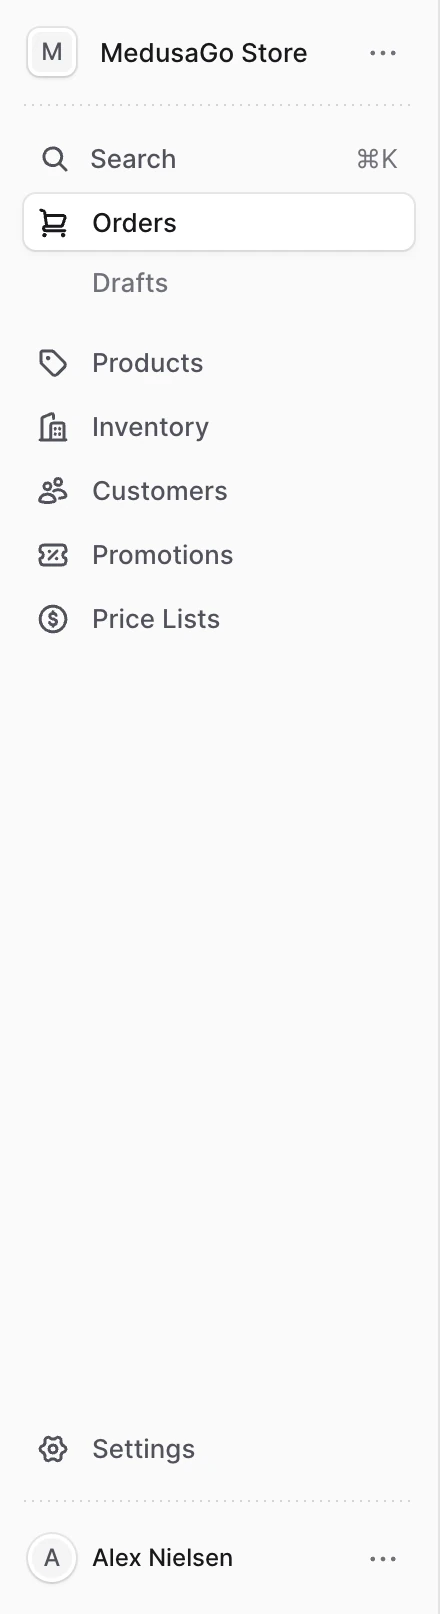 M MedusaGo Store
Search ⌘K
Orders
Drafts
Products
Inventory
Customers
Promotions
Price Lists
Settings
A Alex Nielsen